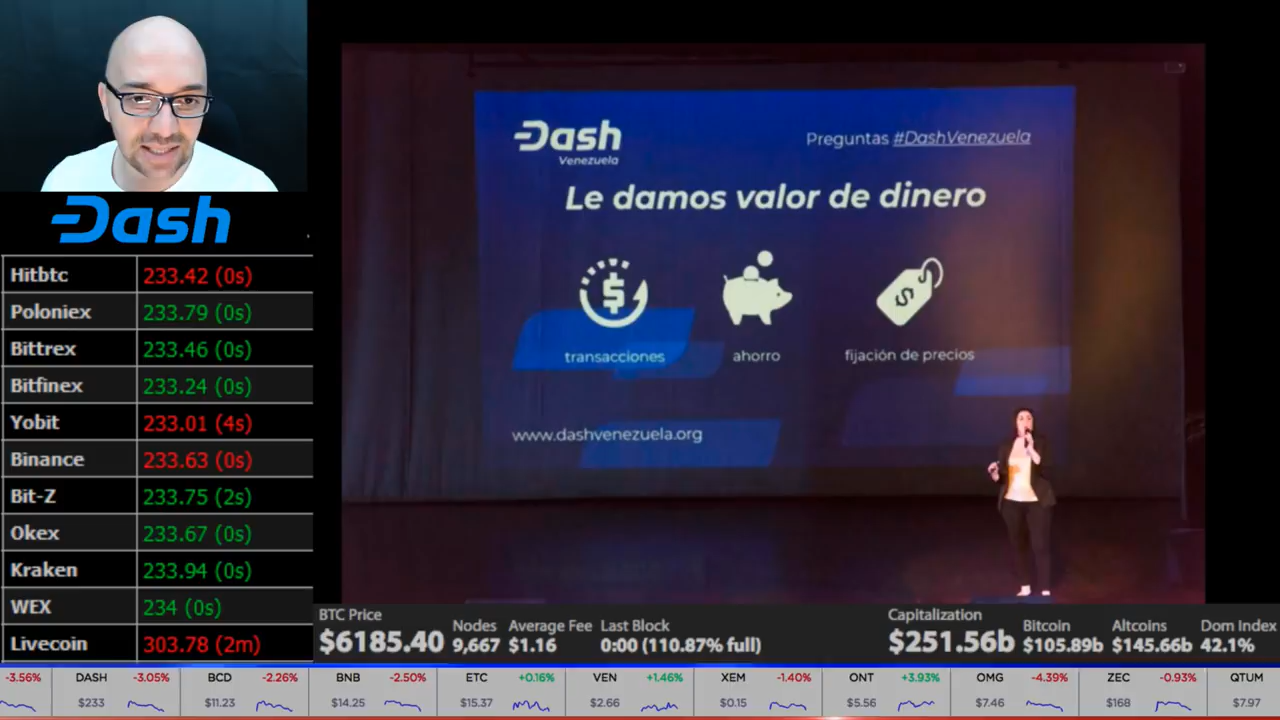 Dash
Venezuela
Preguntas #DashVenezuela
Le damos valor de dinero
transacciones
ahorro
fijación de precios
www.dashvenezuela.org
Dash
Hitbtc 233.42 (0s)
Poloniex 233.79 (0s)
Bittrex 233.46 (0s)
Bitfinex 233.24 (0s)
Yobit 233.01 (4s)
Binance 233.63 (0s)
Bit-Z 233.75 (2s)
Okex 233.67 (0s)
Kraken 233.94 (0s)
WEX 234 (0s)
Livecoin 303.78 (2m)
BTC Price
$6185.40
Nodes
9,667
Average Fee
$1.16
Last Block
0:00 (110.87% full)
Capitalization
$251.56b
Bitcoin
$105.89b
Altcoins
$145.66b
Dom Index
42.1%
-3.56%
DASH -3.05%
$233
BCD -2.26%
$11.23
BNB -2.50%
$14.25
ETC +0.16%
$15.37
VEN +1.46%
$2.66
XEM -1.40%
$0.15
ONT +3.93%
$5.56
OMG -4.39%
$7.46
ZEC -0.93%
$168
QTUM
$7.97